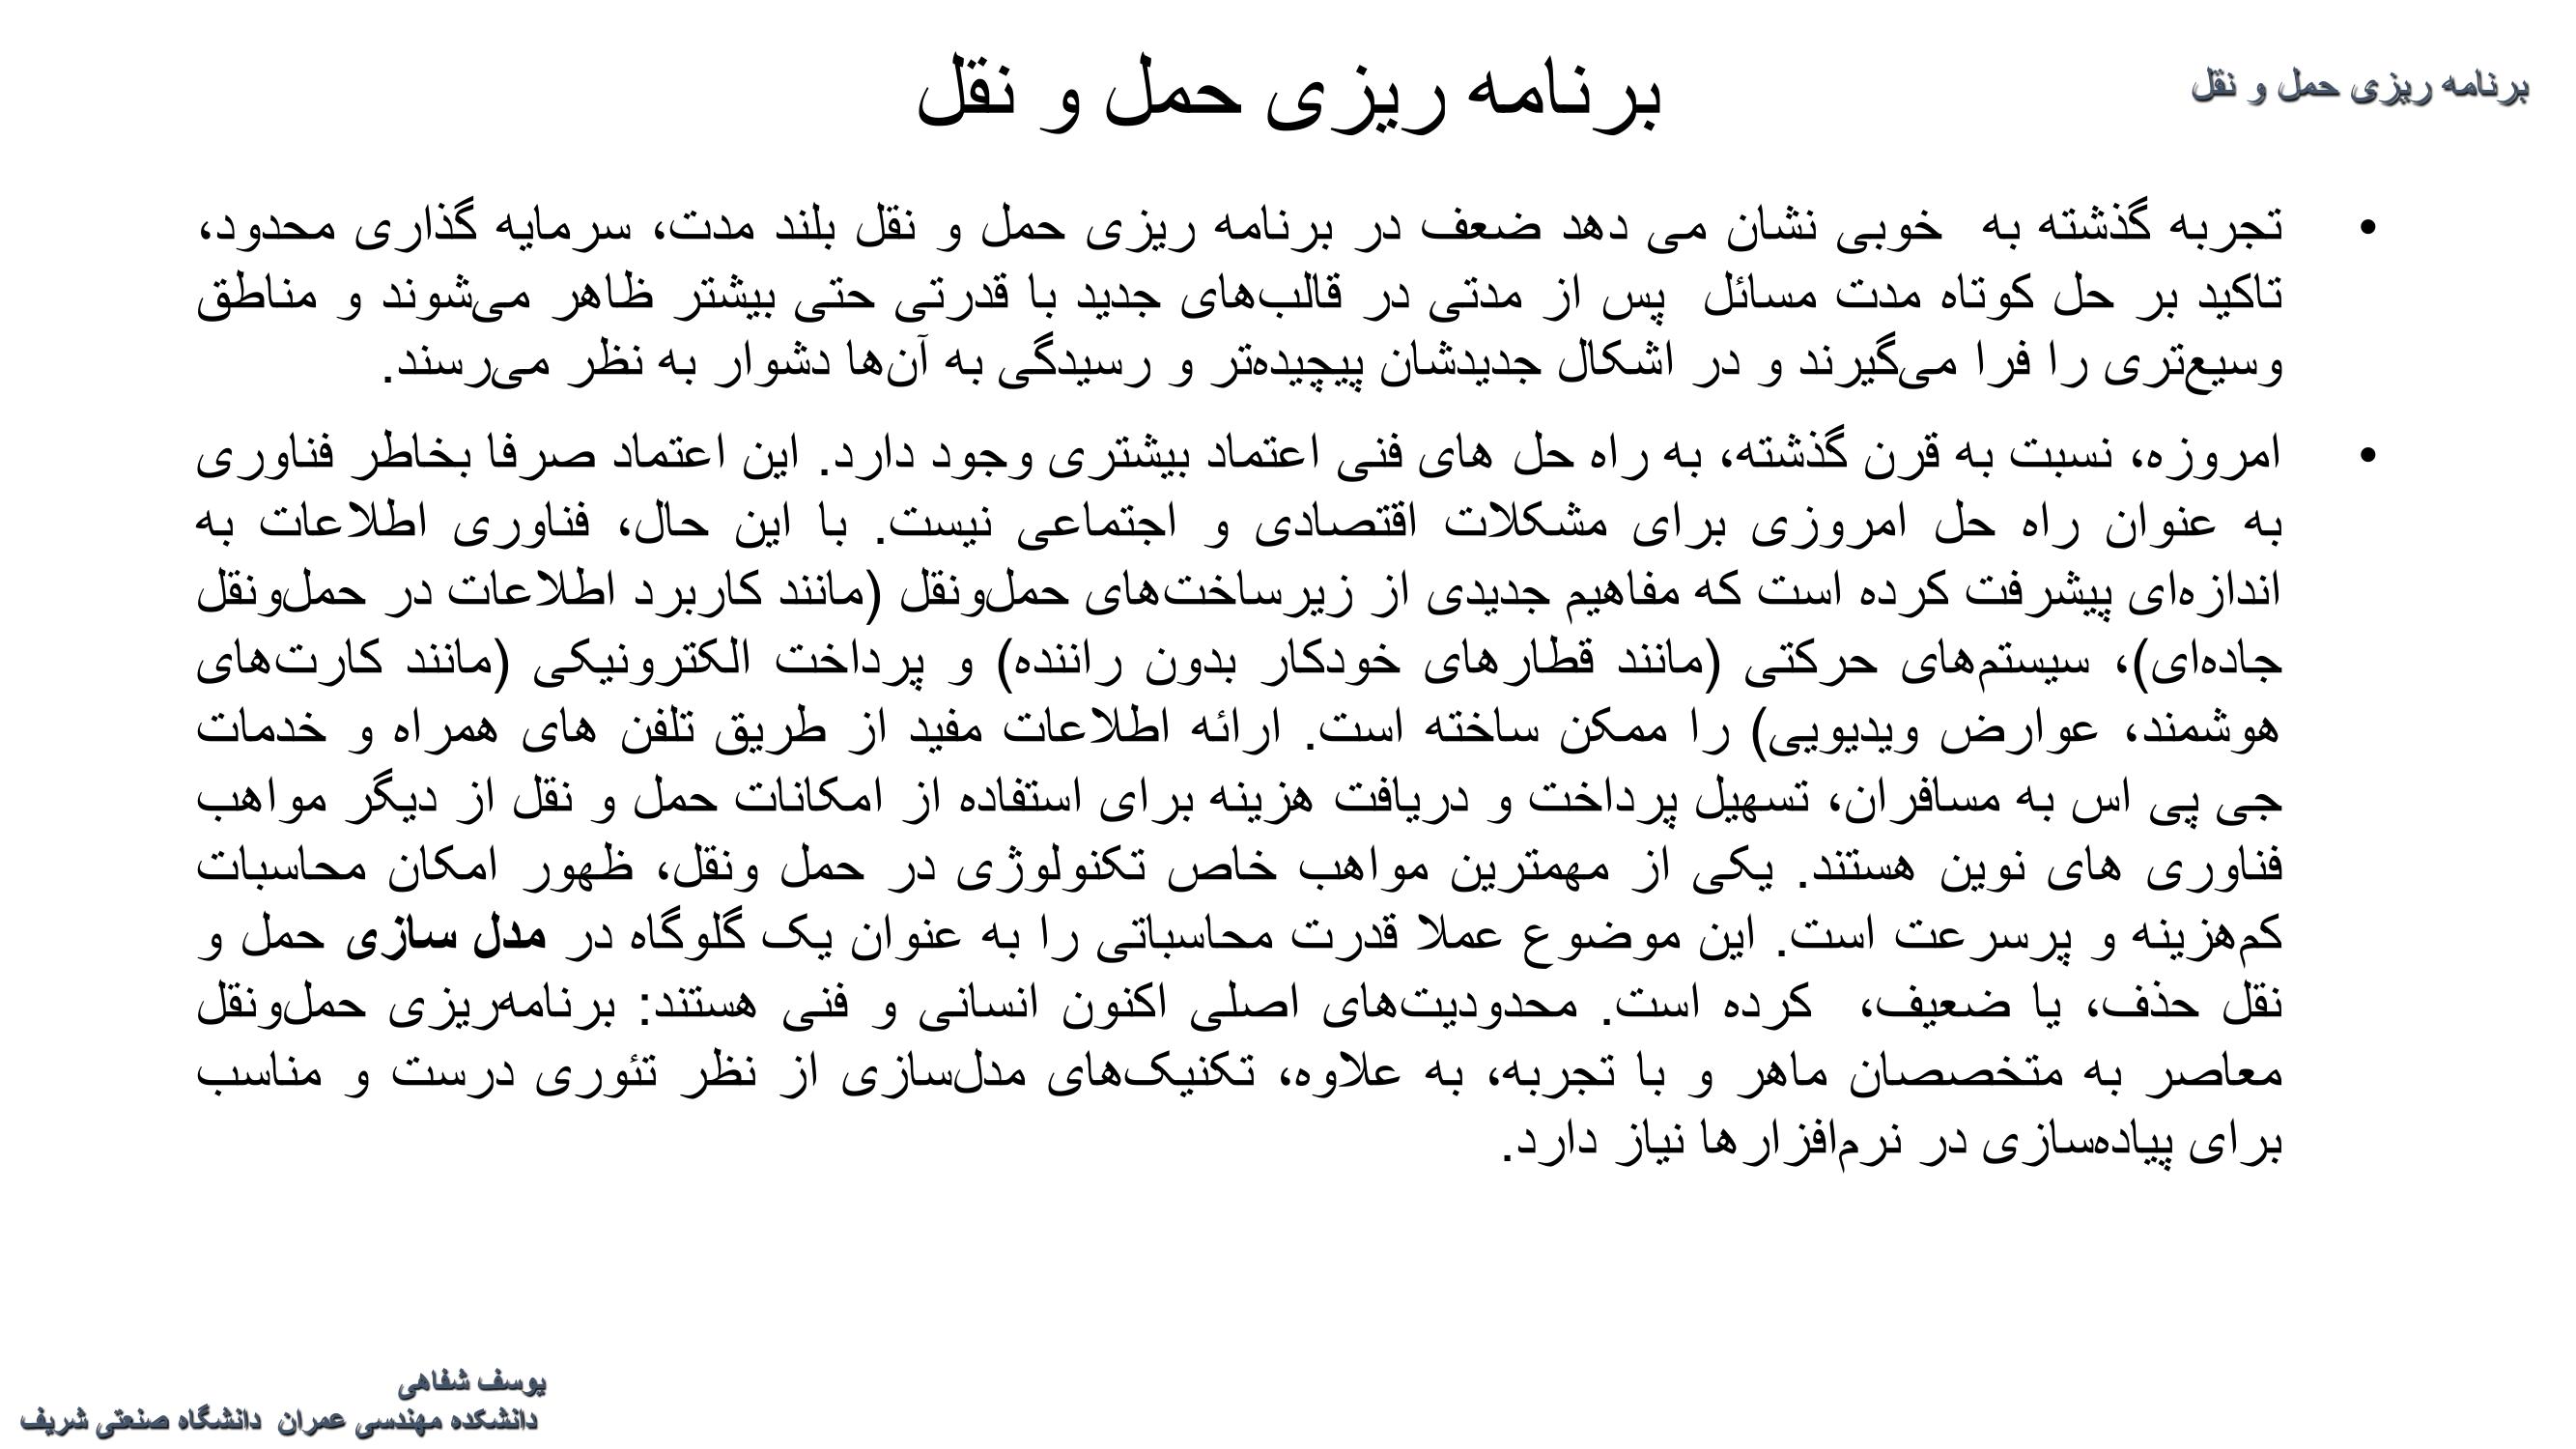 برنامه ریزی حمل و نقل
برنامه ریزی حمل و نقل
• تجربه گذشته به  خوبی نشان می دهد ضعف در برنامه ریزی حمل و نقل بلند مدت، سرمایه گذاری محدود،
تاکید بر حل کوتاه مدت مسائل  پس از مدتی در قالب‌های جدید با قدرتی حتی بیشتر ظاهر می‌شوند و مناطق
وسیع‌تری را فرا می‌گیرند و در اشکال جدیدشان پیچیده‌تر و رسیدگی به آن‌ها دشوار به نظر می‌رسند.
• امروزه، نسبت به قرن گذشته، به راه حل های فنی اعتماد بیشتری وجود دارد. این اعتماد صرفا بخاطر فناوری
به عنوان راه حل امروزی برای مشکلات اقتصادی و اجتماعی نیست. با این حال، فناوری اطلاعات به
اندازه‌ای پیشرفت کرده است که مفاهیم جدیدی از زیرساخت‌های حمل‌ونقل (مانند کاربرد اطلاعات در حمل‌ونقل
جاده‌ای)، سیستم‌های حرکتی (مانند قطارهای خودکار بدون راننده) و پرداخت الکترونیکی (مانند کارت‌های
هوشمند، عوارض ویدیویی) را ممکن ساخته است. ارائه اطلاعات مفید از طریق تلفن های همراه و خدمات
جی پی اس به مسافران، تسهیل پرداخت و دریافت هزینه برای استفاده از امکانات حمل و نقل از دیگر مواهب
فناوری های نوین هستند. یکی از مهمترین مواهب خاص تکنولوژی در حمل ونقل، ظهور امکان محاسبات
کم‌هزینه و پرسرعت است. این موضوع عملا قدرت محاسباتی را به عنوان یک گلوگاه در مدل سازی حمل و
نقل حذف، یا ضعیف،  کرده است. محدودیت‌های اصلی اکنون انسانی و فنی هستند: برنامه‌ریزی حمل‌ونقل
معاصر به متخصصان ماهر و با تجربه، به علاوه، تکنیک‌های مدل‌سازی از نظر تئوری درست و مناسب
برای پیاده‌سازی در نرم‌افزارها نیاز دارد.
یوسف شفاهی
دانشکده مهندسی عمران  دانشگاه صنعتی شریف